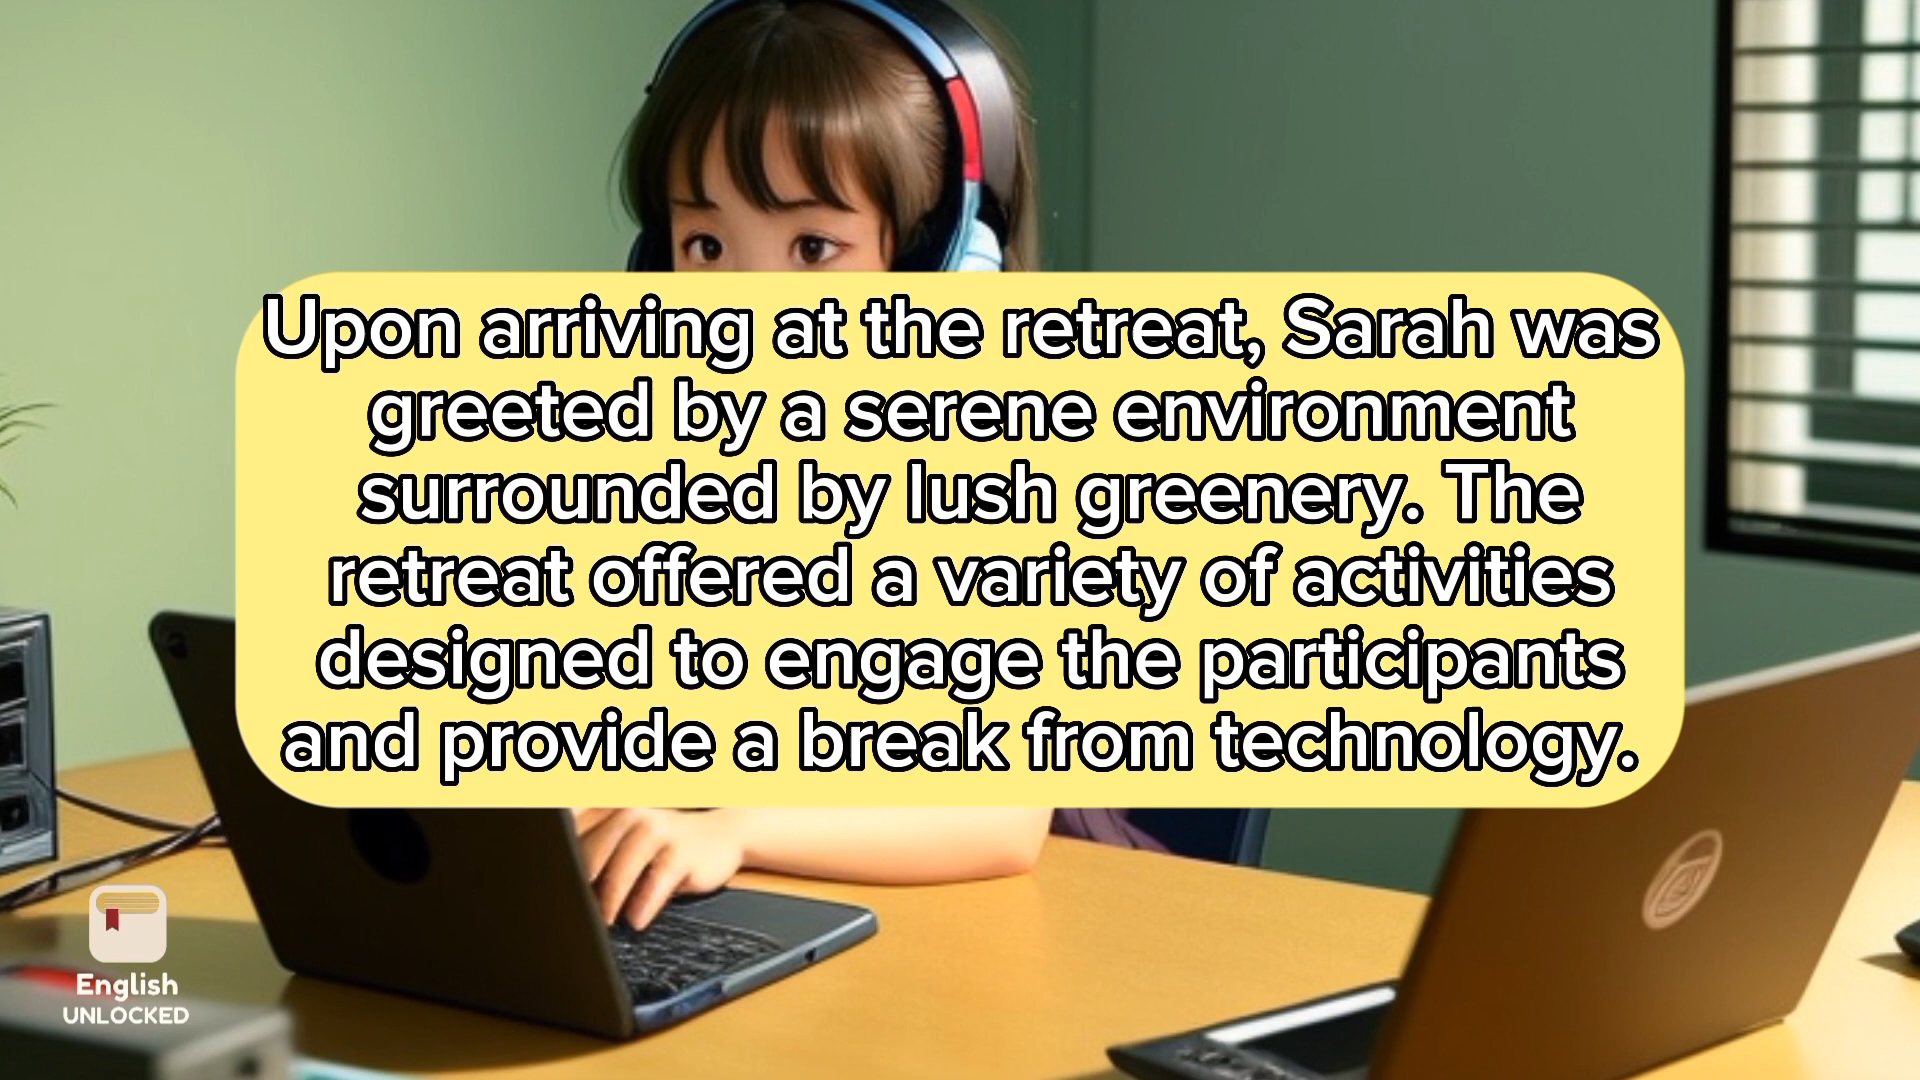 Upon arriving at the retreat, Sarah was
greeted by a serene environment
surrounded by lush greenery. The
retreat offered a variety of activities
designed to engage the participants
and provide a break from technology.
English
UNLOCKED